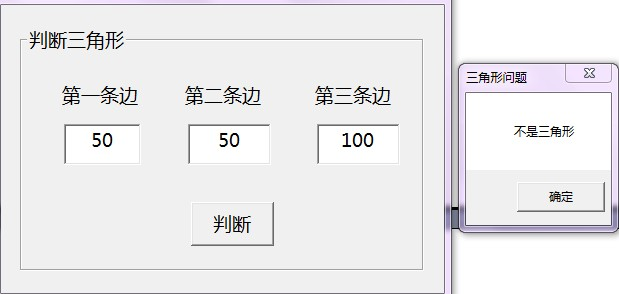 判断三角形
第一条边 第二条边 第三条边
50 50 100
判断
三角形问题
不是三角形
确定